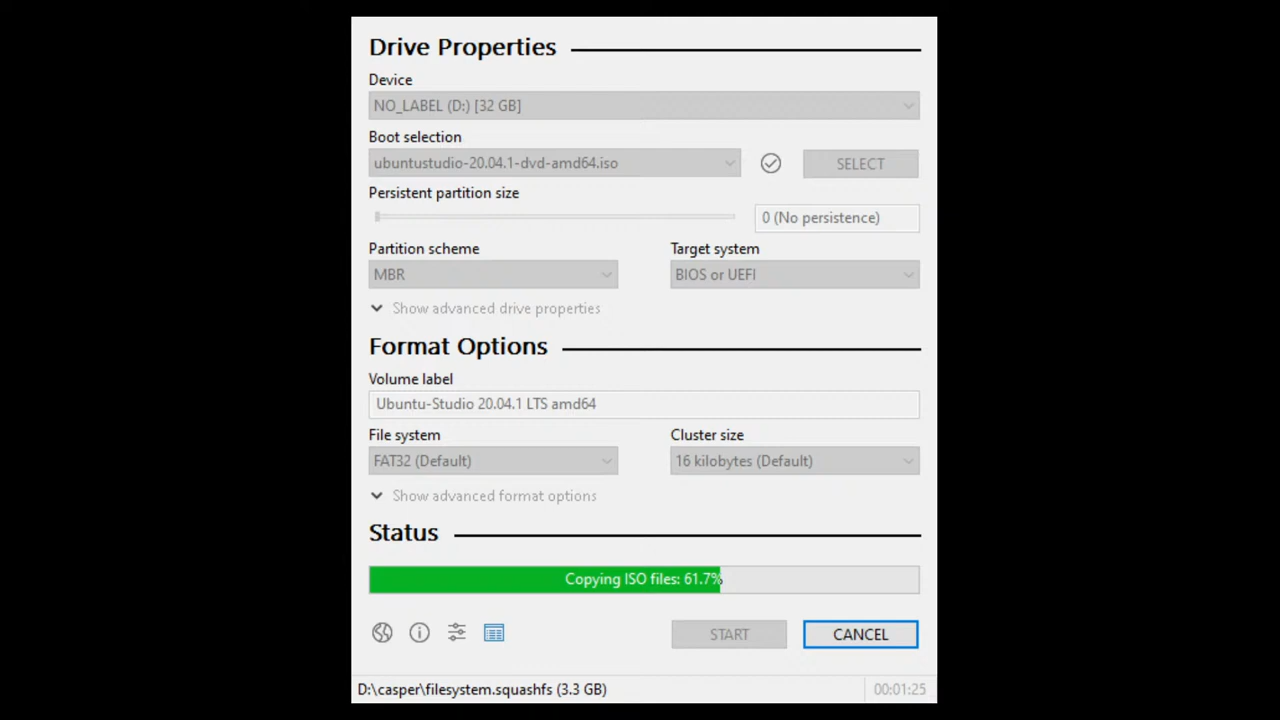 Drive Properties
Device
NO_LABEL (D:) [32 GB]
Boot selection
ubuntustudio-20.04.1-dvd-amd64.iso
SELECT
Persistent partition size
0 (No persistence)
Partition scheme
Target system
MBR
BIOS or UEFI
Show advanced drive properties
Format Options
Volume label
Ubuntu-Studio 20.04.1 LTS amd64
File system
Cluster size
FAT32 (Default)
16 kilobytes (Default)
Show advanced format options
Status
Copying ISO files: 61.7%
START
CANCEL
D:\casper\filesystem.squashfs (3.3 GB)
00:01:25